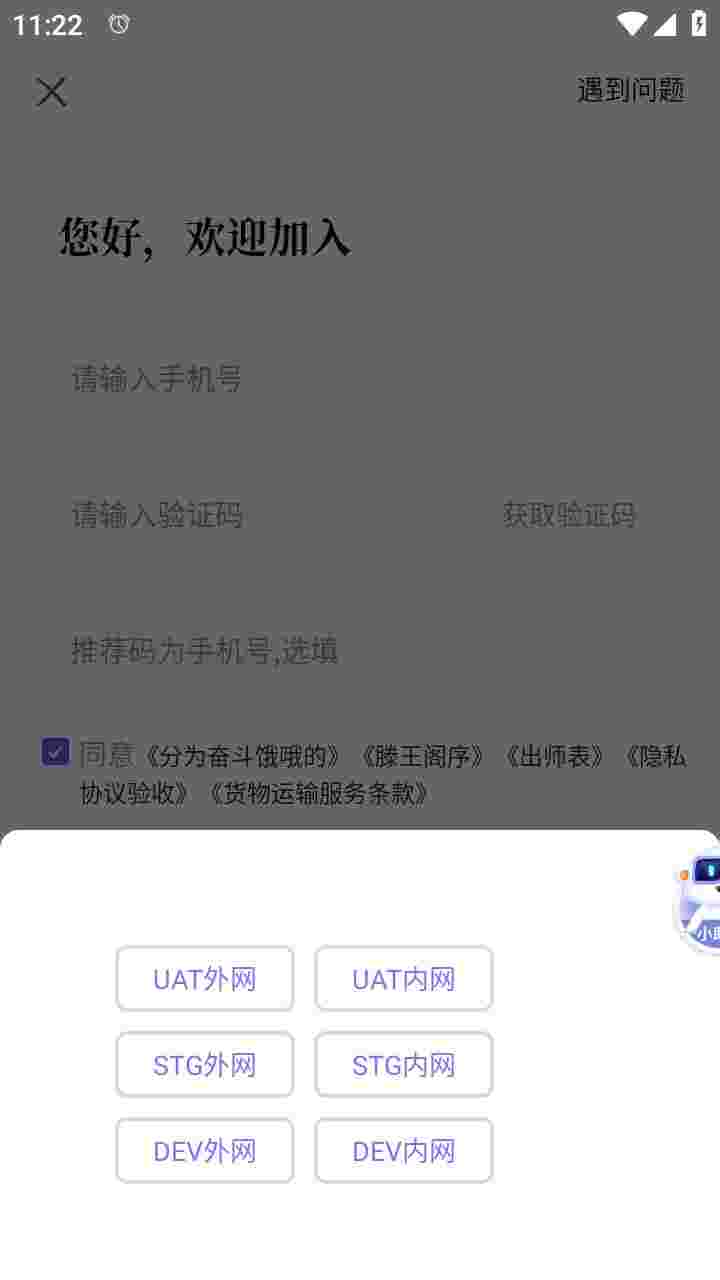 11:22
遇到问题
您好，欢迎加入
请输入手机号
请输入验证码 获取验证码
推荐码为手机号,选填
同意《分为奋斗饿哦的》《滕王阁序》《出师表》《隐私
协议验收》《货物运输服务条款》
UAT外网 UAT内网
STG外网 STG内网
DEV外网 DEV内网